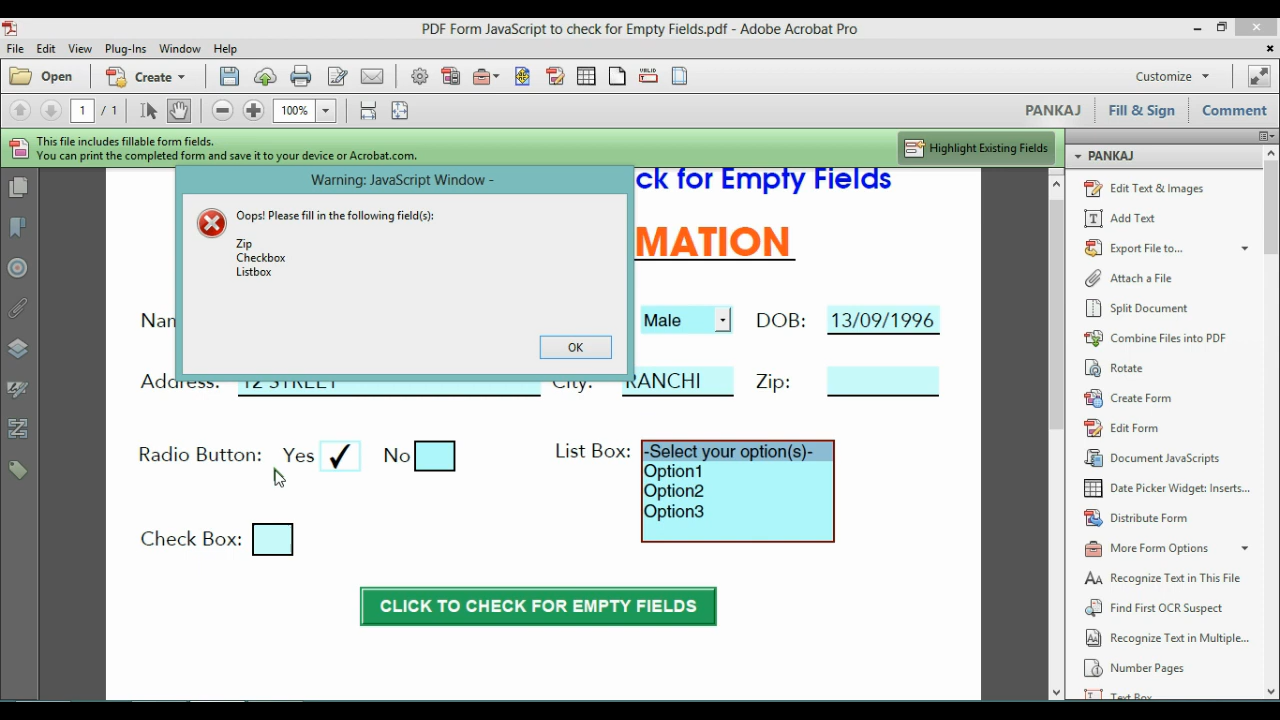 PDF Form JavaScript to check for Empty Fields.pdf - Adobe Acrobat Pro
File Edit View Plug-Ins Window Help
Open Create Customize
1 / 1 100% PANKAJ Fill & Sign Comment
This file includes fillable form fields.
You can print the completed form and save it to your device or Acrobat.com.
Highlight Existing Fields
Warning: JavaScript Window -
Oops! Please fill in the following field(s):
Zip
Checkbox
Listbox
OK
ck for Empty Fields
MATION
Male DOB: 13/09/1996
Address: 12 STREET City: RANCHI Zip:
Radio Button: Yes No
List Box: -Select your option(s)-
Option1
Option2
Option3
Check Box:
CLICK TO CHECK FOR EMPTY FIELDS
PANKAJ
Edit Text & Images
Add Text
Export File to...
Attach a File
Split Document
Combine Files into PDF
Rotate
Create Form
Edit Form
Document JavaScripts
Date Picker Widget: Inserts...
Distribute Form
More Form Options
Recognize Text in This File
Find First OCR Suspect
Recognize Text in Multiple...
Number Pages
Text Box